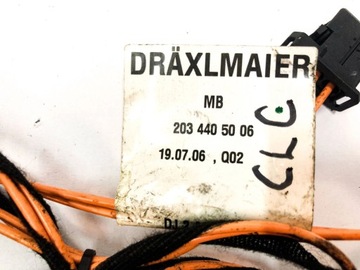 DRÄXLMAIER
MB
203 440 50 06
19.07.06 , Q02
CLC